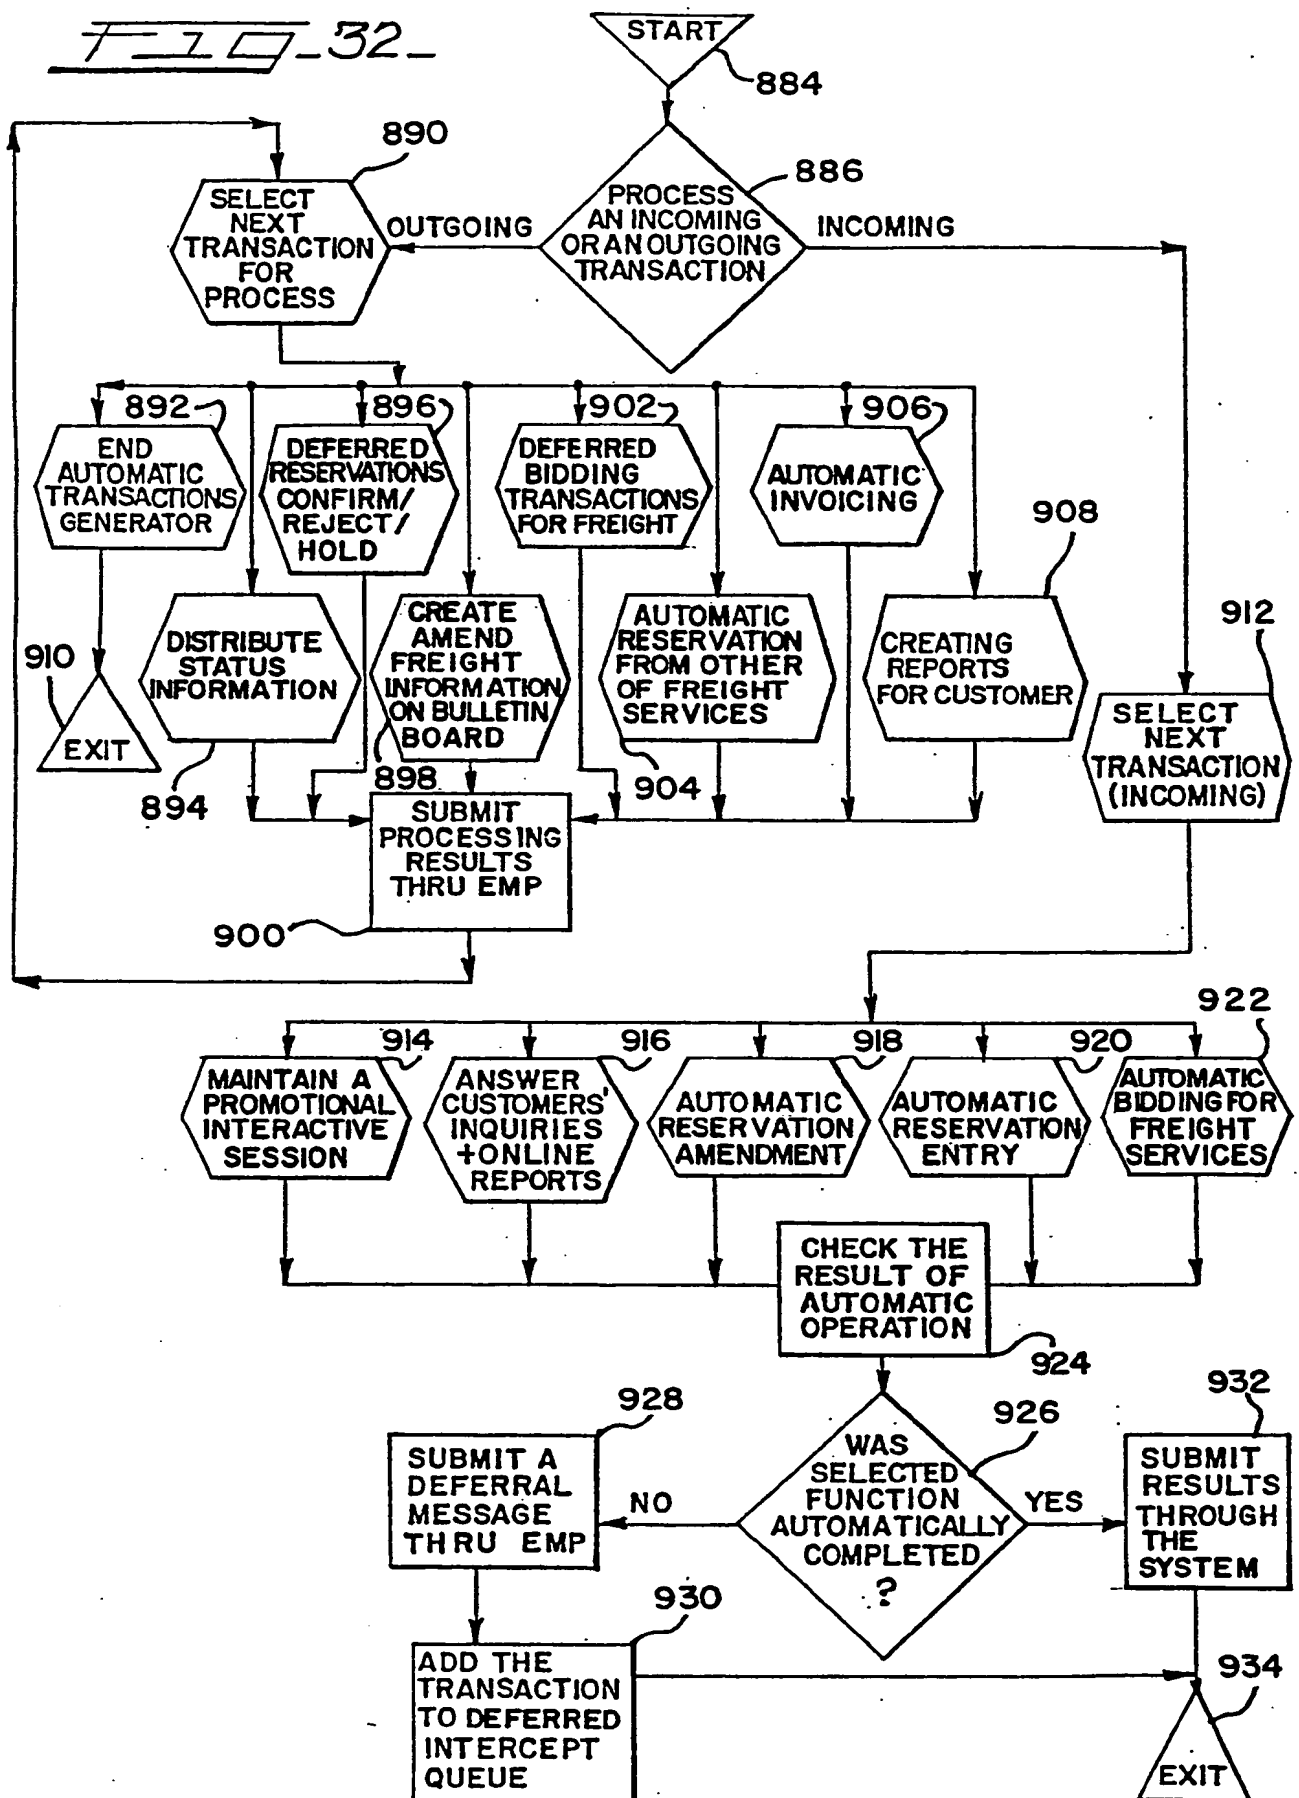 FIG-32-
START
884
890
886
SELECT
NEXT
TRANSACTION
FOR
PROCESS
OUTGOING
PROCESS
AN INCOMING
OR AN OUTGOING
TRANSACTION
INCOMING
892
896
902
906
END
AUTOMATIC
TRANSACTIONS
GENERATOR
DEFERRED
RESERVATIONS
CONFIRM/
REJECT/
HOLD
DEFERRED
BIDDING
TRANSACTIONS
FOR FREIGHT
AUTOMATIC
INVOICING
908
910
EXIT
DISTRIBUTE
STATUS
INFORMATION
894
CREATE
AMEND
FREIGHT
INFORMATION
ON BULLETIN
BOARD
898
AUTOMATIC
RESERVATION
FROM OTHER
OF FREIGHT
SERVICES
904
CREATING
REPORTS
FOR CUSTOMER
912
SELECT
NEXT
TRANSACTION
(INCOMING)
SUBMIT
PROCESSING
RESULTS
THRU EMP
900
914
916
918
920
922
MAINTAIN A
PROMOTIONAL
INTERACTIVE
SESSION
ANSWER
CUSTOMERS'
INQUIRIES
+ONLINE
REPORTS
AUTOMATIC
RESERVATION
AMENDMENT
AUTOMATIC
RESERVATION
ENTRY
AUTOMATIC
BIDDING FOR
FREIGHT
SERVICES
CHECK THE
RESULT OF
AUTOMATIC
OPERATION
924
928
926
932
SUBMIT A
DEFERRAL
MESSAGE
THRU EMP
NO
WAS
SELECTED
FUNCTION
AUTOMATICALLY
COMPLETED
?
YES
SUBMIT
RESULTS
THROUGH
THE
SYSTEM
930
ADD THE
TRANSACTION
TO DEFERRED
INTERCEPT
QUEUE
934
EXIT